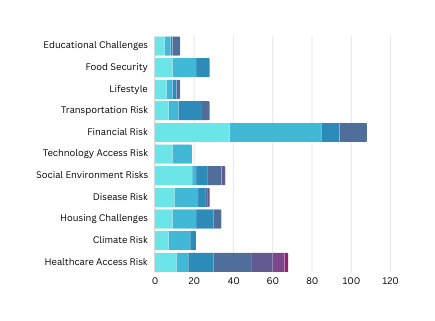 Educational Challenges
Food Security
Lifestyle
Transportation Risk
Financial Risk
Technology Access Risk
Social Environment Risks
Disease Risk
Housing Challenges
Climate Risk
Healthcare Access Risk
0 20 40 60 80 100 120